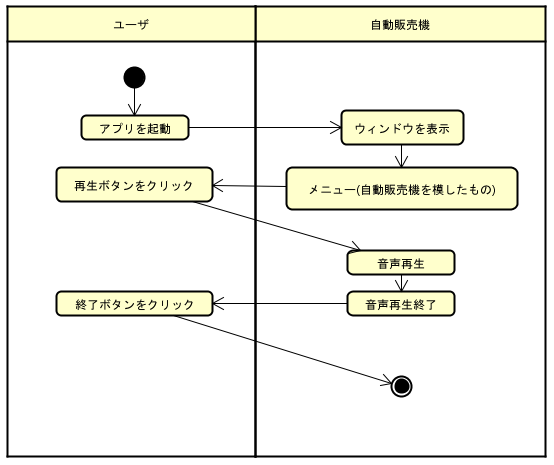 ユーザ
自動販売機
アプリを起動
ウィンドウを表示
再生ボタンをクリック
メニュー(自動販売機を模したもの)
音声再生
終了ボタンをクリック
音声再生終了